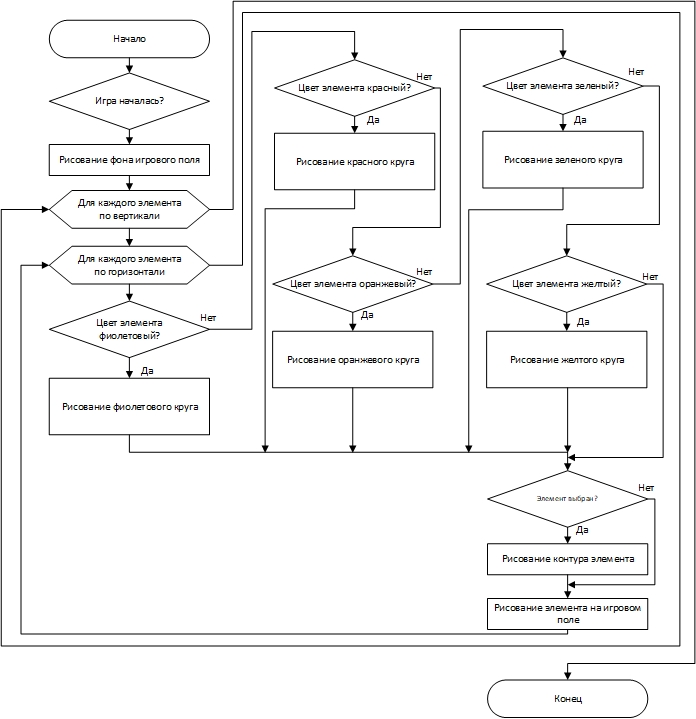 Начало
Игра началась?
Рисование фона игрового поля
Для каждого элемента
по вертикали
Для каждого элемента
по горизонтали
Цвет элемента
фиолетовый?
Нет
Да
Рисование фиолетового круга
Цвет элемента красный?
Нет
Да
Рисование красного круга
Цвет элемента оранжевый?
Нет
Да
Рисование оранжевого круга
Цвет элемента зеленый?
Нет
Да
Рисование зеленого круга
Цвет элемента желтый?
Нет
Да
Рисование желтого круга
Элемент выбран?
Нет
Да
Рисование контура элемента
Рисование элемента на игровом
поле
Конец